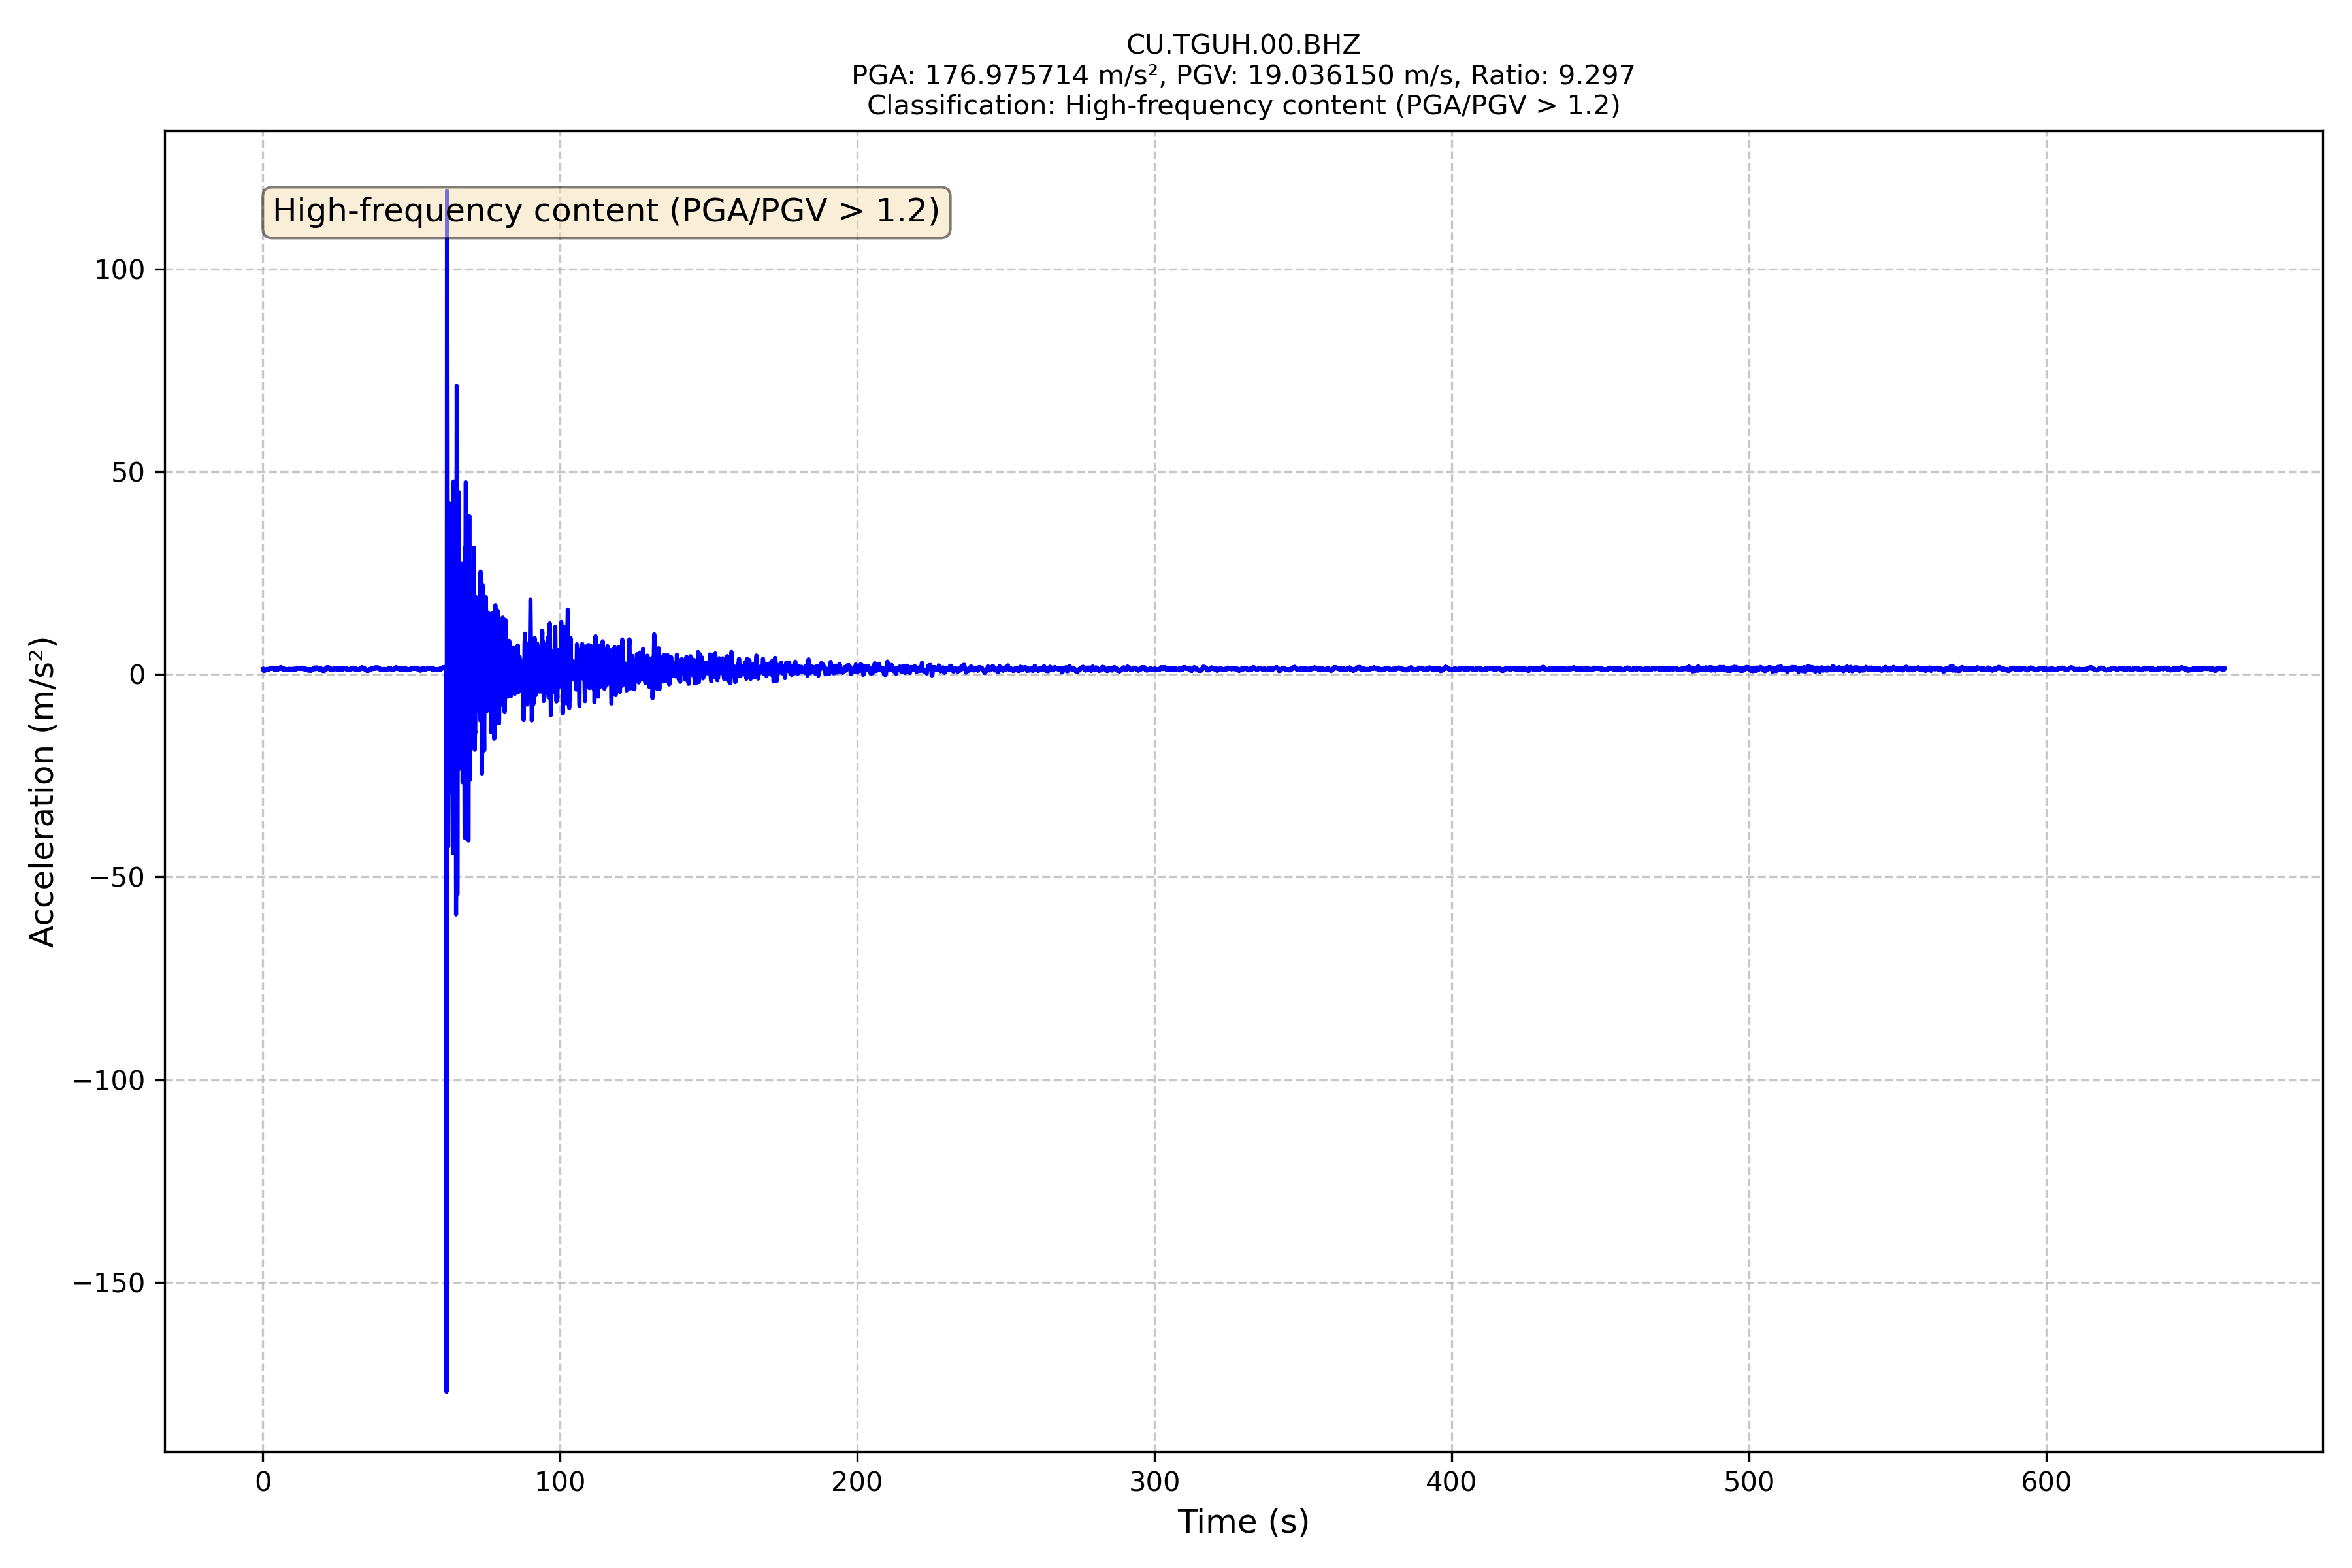 CU.TGUH.00.BHZ
PGA: 176.975714 m/s², PGV: 19.036150 m/s, Ratio: 9.297
Classification: High-frequency content (PGA/PGV > 1.2)
High-frequency content (PGA/PGV > 1.2)
Acceleration (m/s²)
100
50
0
−50
−100
−150
0 100 200 300 400 500 600
Time (s)